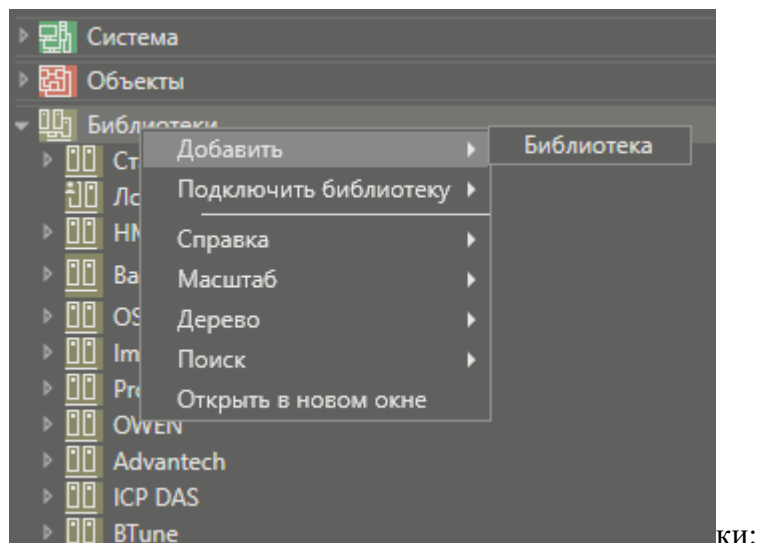 Система
Объекты
Библиотеки
Добавить
Библиотека
Подключить библиотеку
Справка
Масштаб
Дерево
Поиск
Открыть в новом окне
OWEN
Advantech
ICP DAS
BTune
ки: